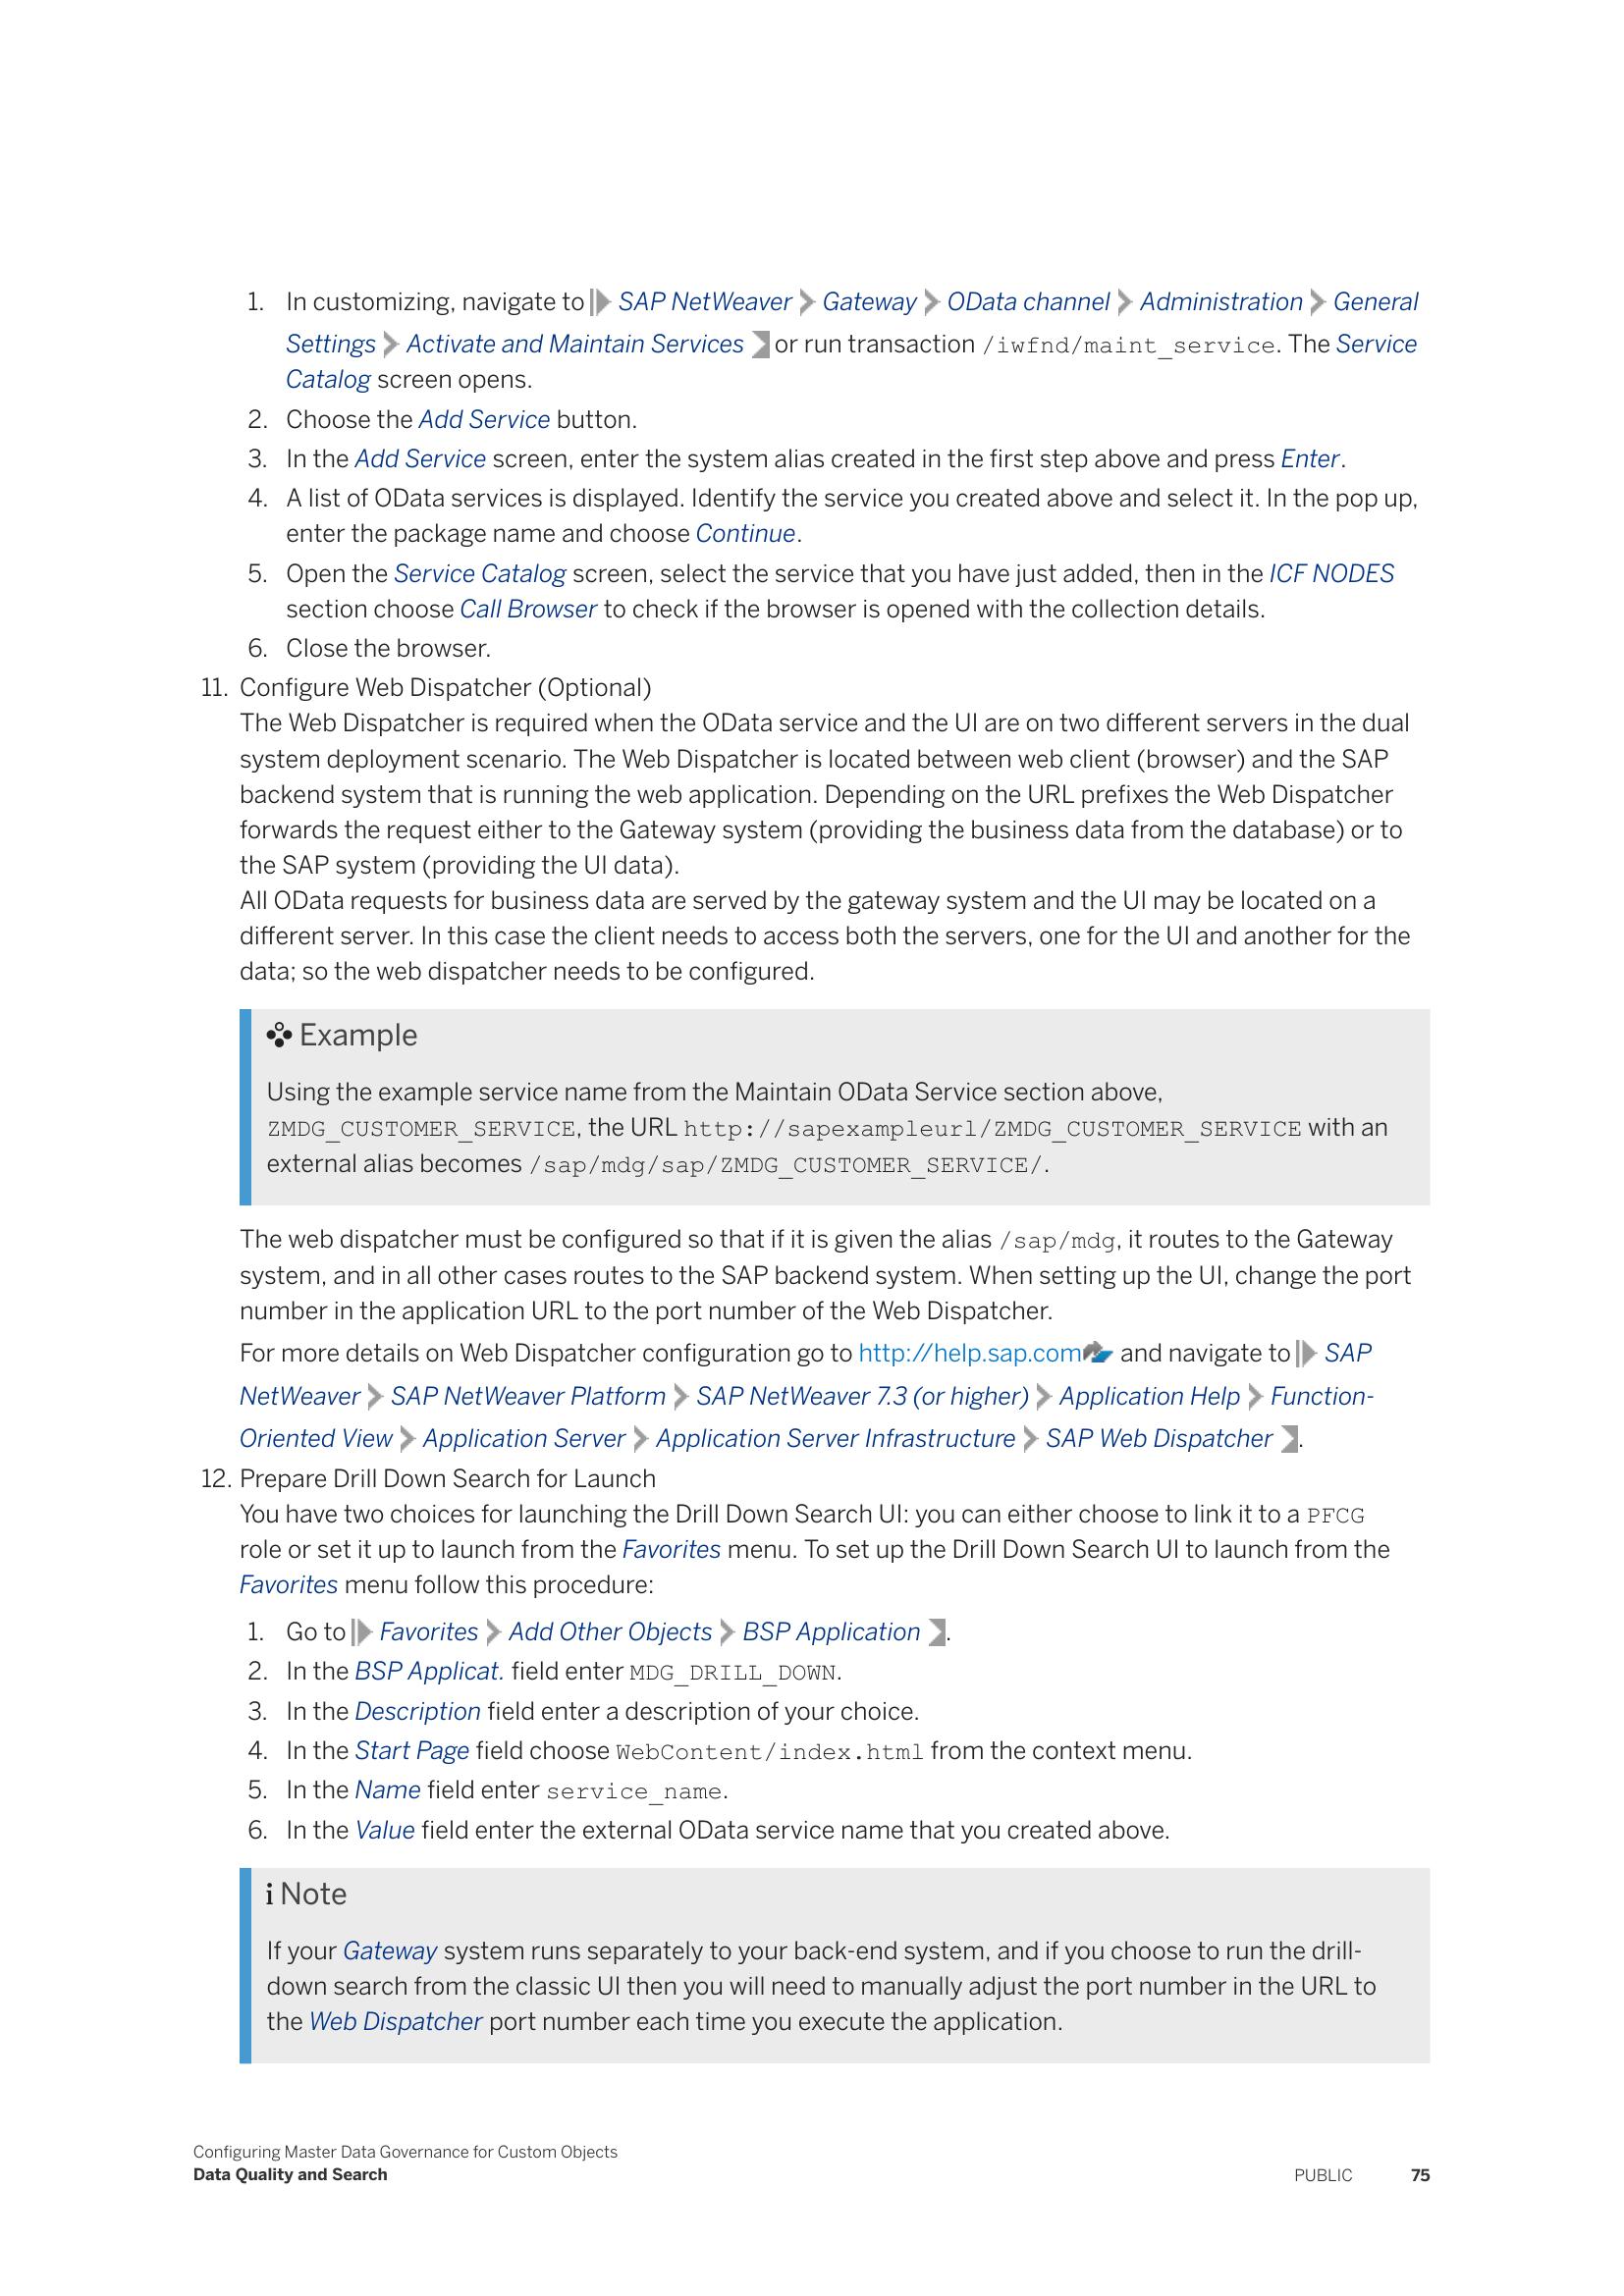 1. In customizing, navigate to SAP NetWeaver > Gateway > OData channel > Administration > General
Settings > Activate and Maintain Services or run transaction /iwfnd/maint_service. The Service
Catalog screen opens.
2. Choose the Add Service button.
3. In the Add Service screen, enter the system alias created in the first step above and press Enter.
4. A list of OData services is displayed. Identify the service you created above and select it. In the pop up,
enter the package name and choose Continue.
5. Open the Service Catalog screen, select the service that you have just added, then in the ICF NODES
section choose Call Browser to check if the browser is opened with the collection details.
6. Close the browser.
11. Configure Web Dispatcher (Optional)
The Web Dispatcher is required when the OData service and the UI are on two different servers in the dual
system deployment scenario. The Web Dispatcher is located between web client (browser) and the SAP
backend system that is running the web application. Depending on the URL prefixes the Web Dispatcher
forwards the request either to the Gateway system (providing the business data from the database) or to
the SAP system (providing the UI data).
All OData requests for business data are served by the gateway system and the UI may be located on a
different server. In this case the client needs to access both the servers, one for the UI and another for the
data; so the web dispatcher needs to be configured.
Example
Using the example service name from the Maintain OData Service section above,
ZMDG_CUSTOMER_SERVICE, the URL http://sapexampleurl/ZMDG_CUSTOMER_SERVICE with an
external alias becomes /sap/mdg/sap/ZMDG_CUSTOMER_SERVICE/.
The web dispatcher must be configured so that if it is given the alias /sap/mdg, it routes to the Gateway
system, and in all other cases routes to the SAP backend system. When setting up the UI, change the port
number in the application URL to the port number of the Web Dispatcher.
For more details on Web Dispatcher configuration go to http://help.sap.com and navigate to SAP
NetWeaver > SAP NetWeaver Platform > SAP NetWeaver 7.3 (or higher) > Application Help > Function-
Oriented View > Application Server > Application Server Infrastructure > SAP Web Dispatcher .
12. Prepare Drill Down Search for Launch
You have two choices for launching the Drill Down Search UI: you can either choose to link it to a PFCG
role or set it up to launch from the Favorites menu. To set up the Drill Down Search UI to launch from the
Favorites menu follow this procedure:
1. Go to Favorites > Add Other Objects > BSP Application .
2. In the BSP Applicat. field enter MDG_DRILL_DOWN.
3. In the Description field enter a description of your choice.
4. In the Start Page field choose WebContent/index.html from the context menu.
5. In the Name field enter service_name.
6. In the Value field enter the external OData service name that you created above.
i Note
If your Gateway system runs separately to your back-end system, and if you choose to run the drill-
down search from the classic UI then you will need to manually adjust the port number in the URL to
the Web Dispatcher port number each time you execute the application.
Configuring Master Data Governance for Custom Objects
Data Quality and Search
PUBLIC 75